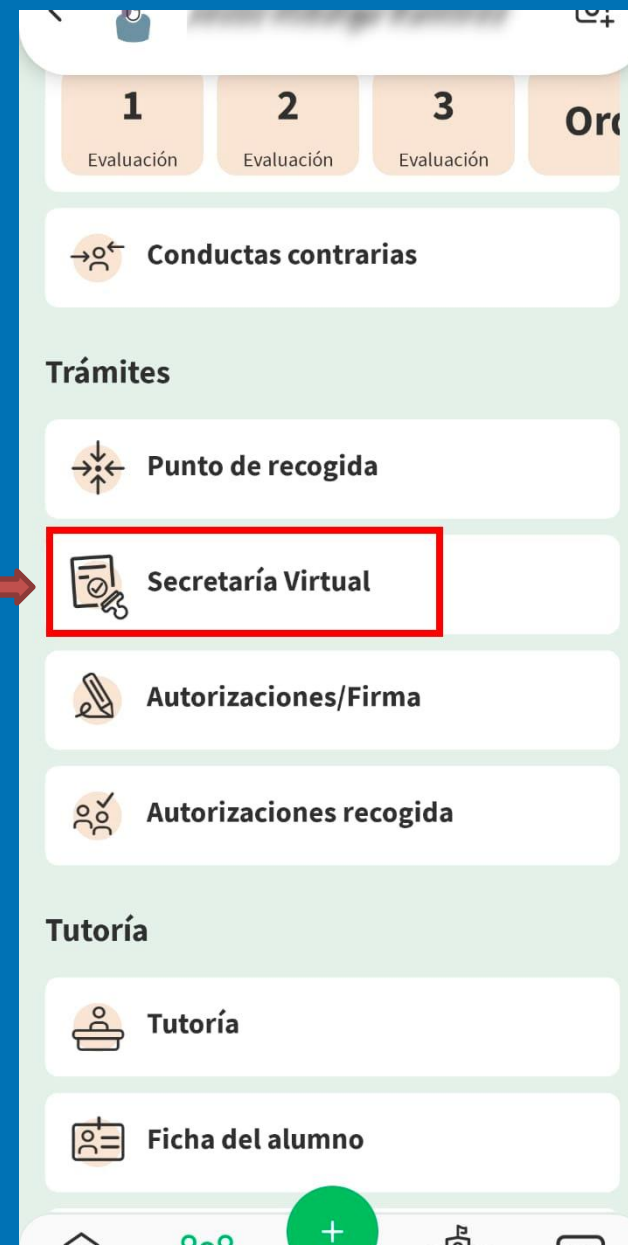 1 2 3 Ord
Evaluación Evaluación Evaluación
Conductas contrarias
Trámites
Punto de recogida
Secretaría Virtual
Autorizaciones/Firma
Autorizaciones recogida
Tutoría
Tutoría
Ficha del alumno